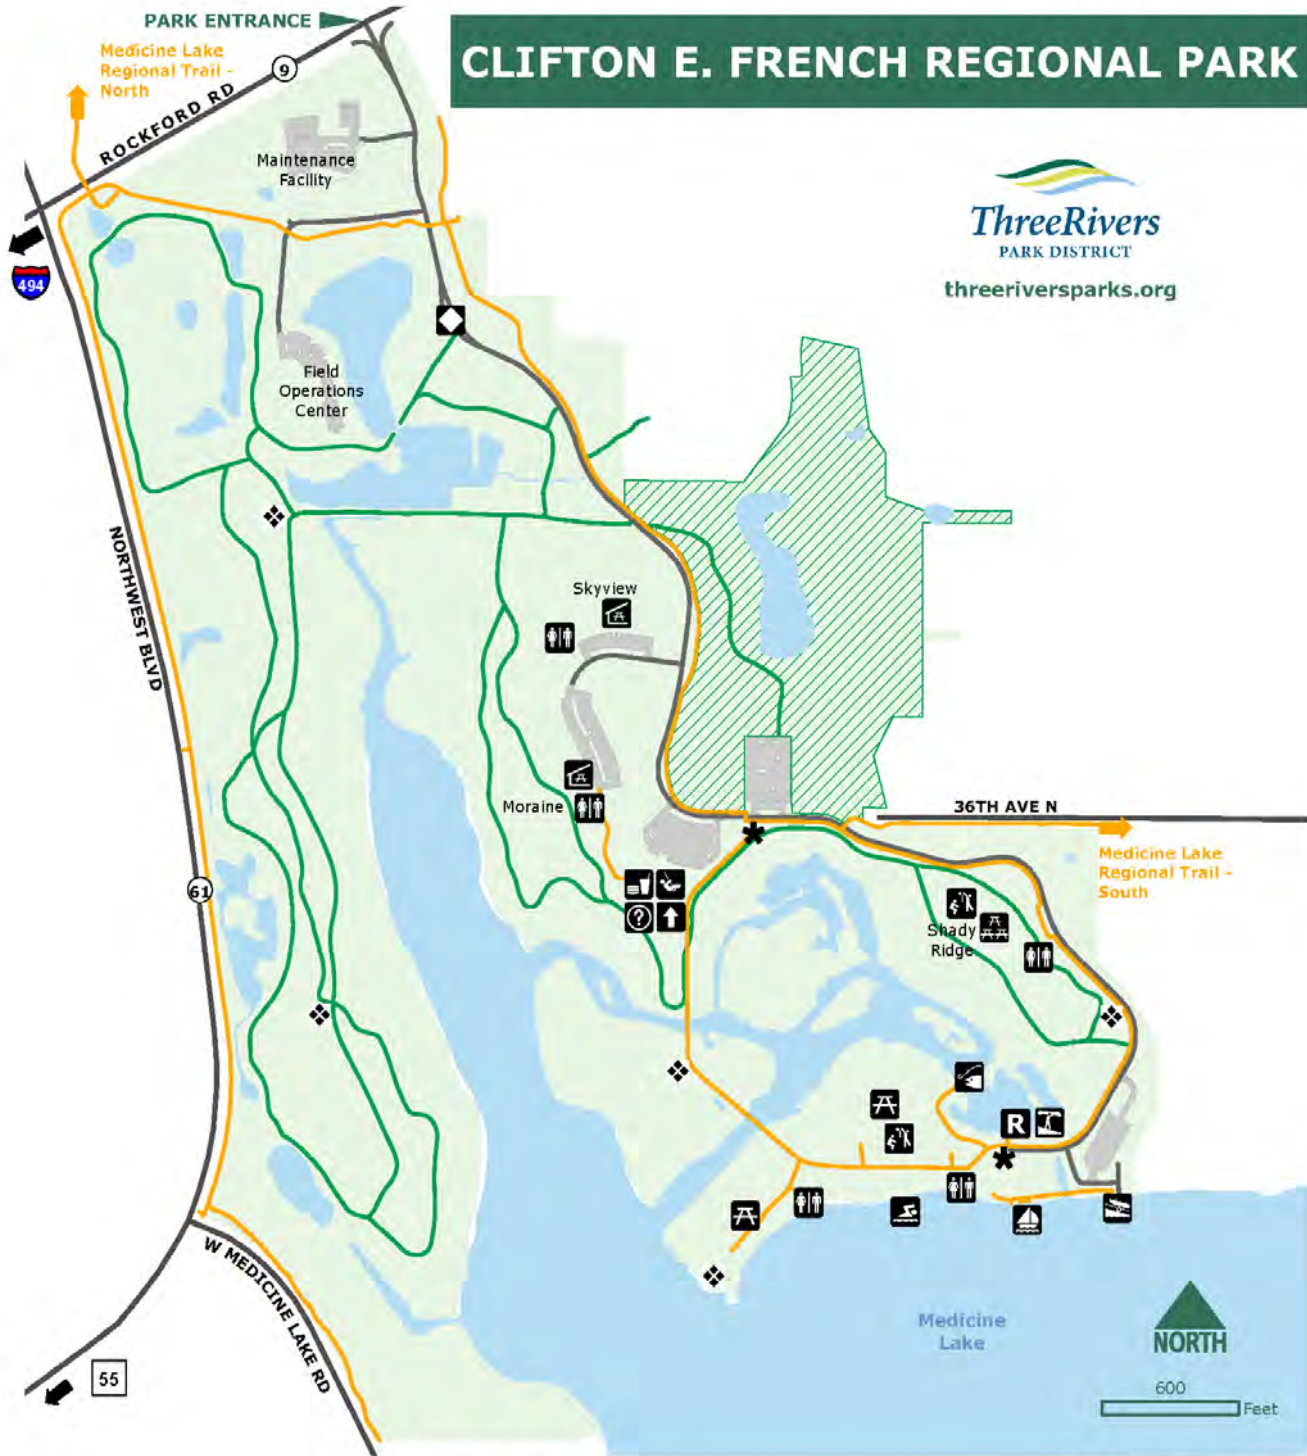 PARK ENTRANCE
CLIFTON E. FRENCH REGIONAL PARK
Medicine Lake
Regional Trail -
North
9
ROCKFORD RD
Maintenance
Facility
ThreeRivers
PARK DISTRICT
threeriversparks.org
494
Field
Operations
Center
NORTHWEST BLVD
Skyview
Moraine
36TH AVE N
Medicine Lake
Regional Trail -
South
61
?
Shady
Ridge
R
W MEDICINE LAKE RD
Medicine
Lake
NORTH
55
600
Feet